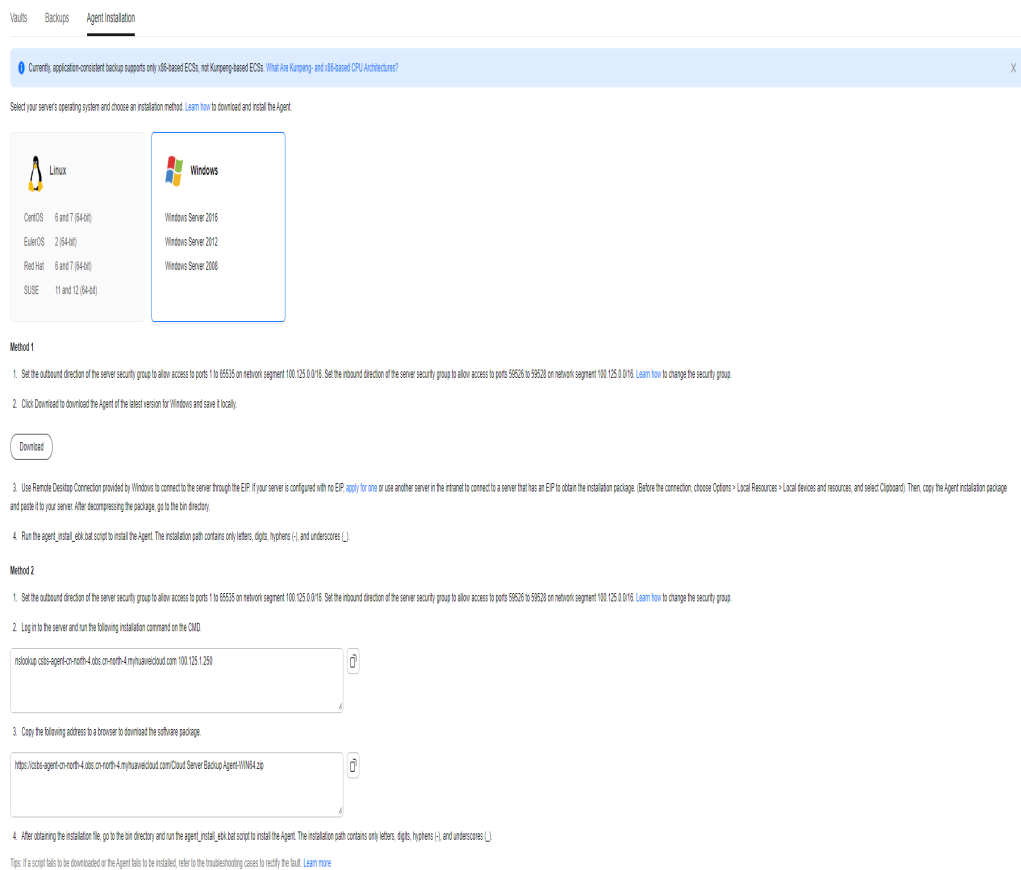 Vaults Backups Agent Installation
Currently, application-consistent backup supports only x86-based ECSs, not Kunpeng-based ECSs. What Are Kunpeng- and x86-based CPU Architectures? X
Select your server's operating system and choose an installation method. Learn how to download and install the Agent.
Linux
CentOS 6 and 7 (64-bit)
EulerOS 2 (64-bit)
Red Hat 6 and 7 (64-bit)
SUSE 11 and 12 (64-bit)
Windows
Windows Server 2016
Windows Server 2012
Windows Server 2008
Method 1
1. Set the outbound direction of the server security group to allow access to ports 1 to 65535 on network segment 100.125.0.0/16. Set the inbound direction of the server security group to allow access to ports 59526 to 59528 on network segment 100.125.0.0/16. Learn how to change the security group.
2. Click Download to download the Agent of the latest version for Windows and save it locally.
Download
3. Use Remote Desktop Connection provided by Windows to connect to the server through the EIP. If your server is configured with no EIP, apply for one or use another server in the intranet to connect to a server that has an EIP to obtain the installation package. (Before the connection, choose Options > Local Resources > Local devices and resources, and select Clipboard). Then, copy the Agent installation package
and paste it to your server. After decompressing the package, go to the bin directory.
4. Run the agent_install_ebk.bat script to install the Agent. The installation path contains only letters, digits, hyphens (-), and underscores (_).
Method 2
1. Set the outbound direction of the server security group to allow access to ports 1 to 65535 on network segment 100.125.0.0/16. Set the inbound direction of the server security group to allow access to ports 59526 to 59528 on network segment 100.125.0.0/16. Learn how to change the security group.
2. Log in to the server and run the following installation command on the CMD.
nslookup csbs-agent-cn-north-4.obs.cn-north-4.myhuaweicloud.com 100.125.1.250
3. Copy the following address to a browser to download the software package.
https://csbs-agent-cn-north-4.obs.cn-north-4.myhuaweicloud.com/Cloud Server Backup Agent-WIN64.zip
4. After obtaining the installation file, go to the bin directory and run the agent_install_ebk.bat script to install the Agent. The installation path contains only letters, digits, hyphens (-), and underscores (_).
Tips: If a script fails to be downloaded or the Agent fails to be installed, refer to the troubleshooting cases to rectify the fault. Learn more